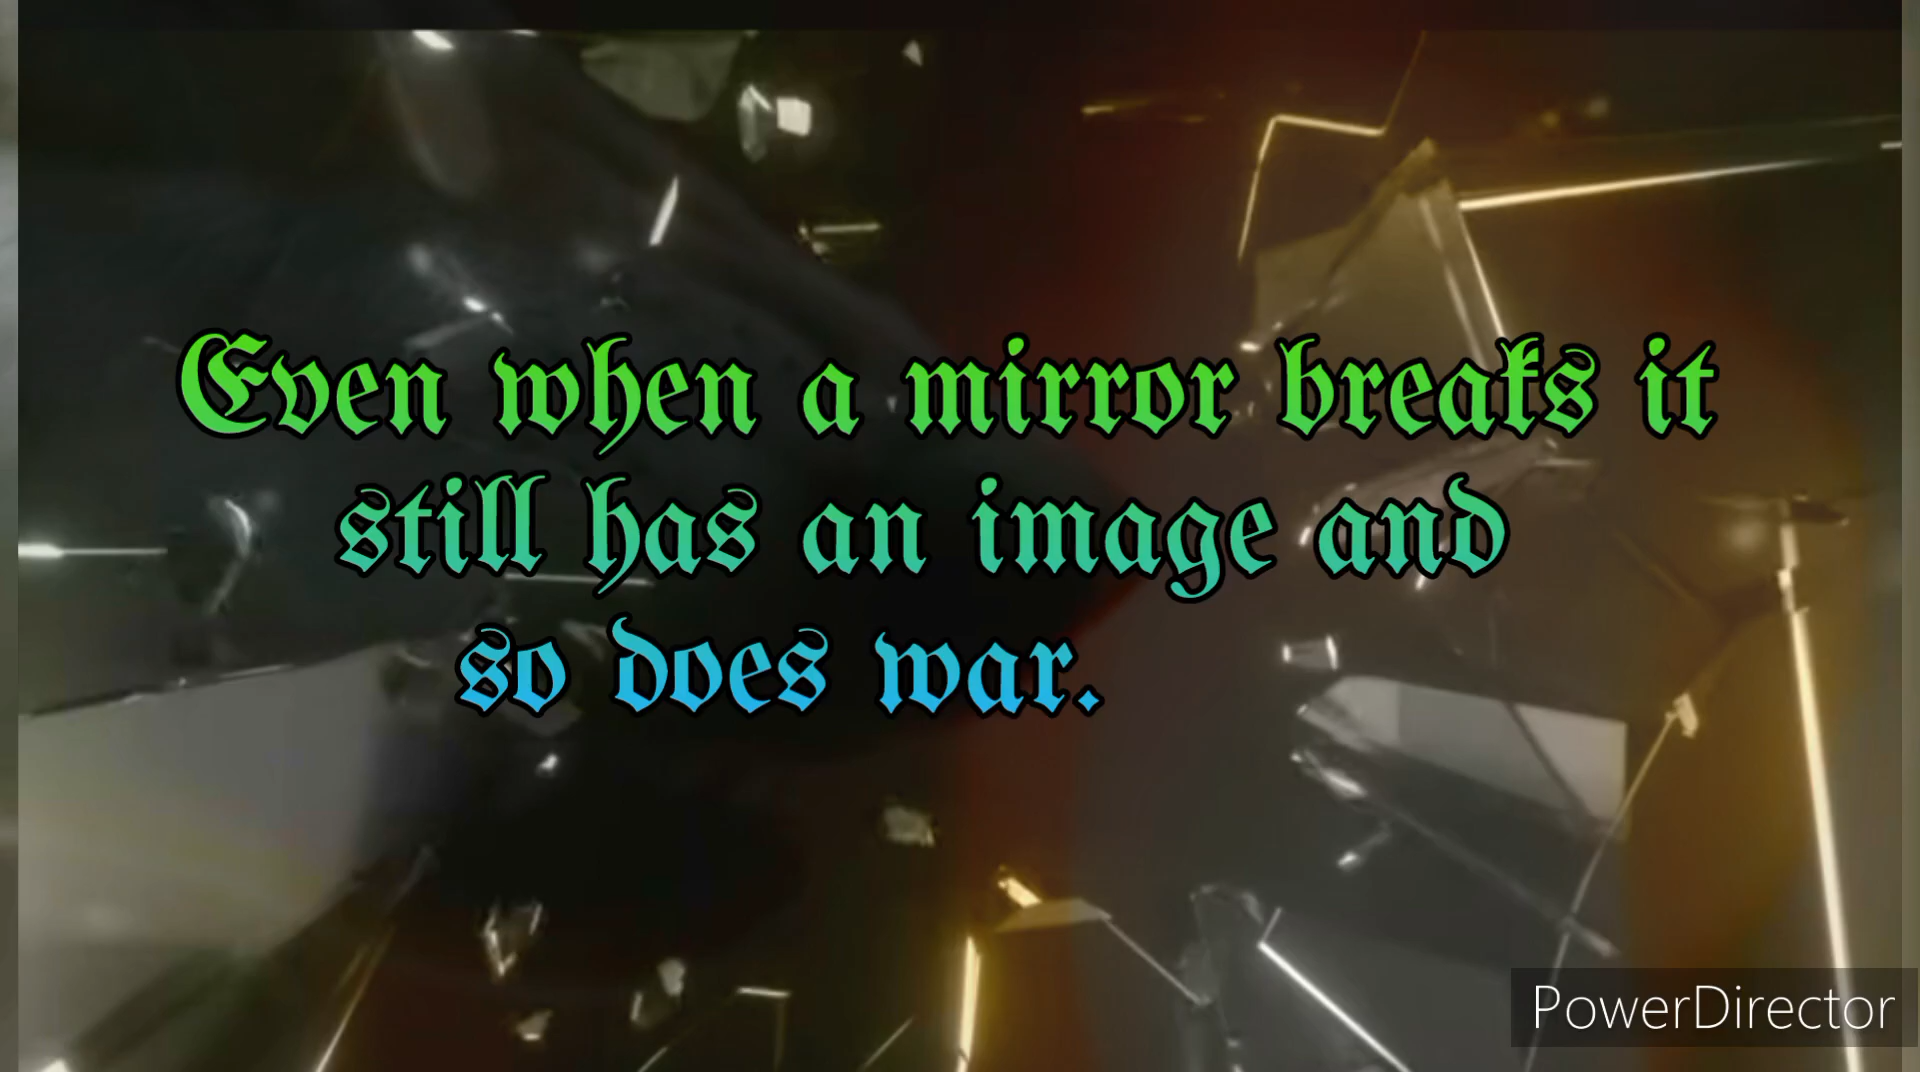 Even when a mirror breaks it
still has an image and
so does war.
PowerDirector